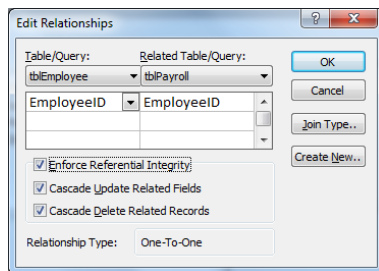 Edit Relationships
Table/Query: Related Table/Query:
tblEmployee tblPayroll
EmployeeID EmployeeID
Enforce Referential Integrity
Cascade Update Related Fields
Cascade Delete Related Records
Relationship Type: One-To-One
OK
Cancel
Join Type..
Create New..